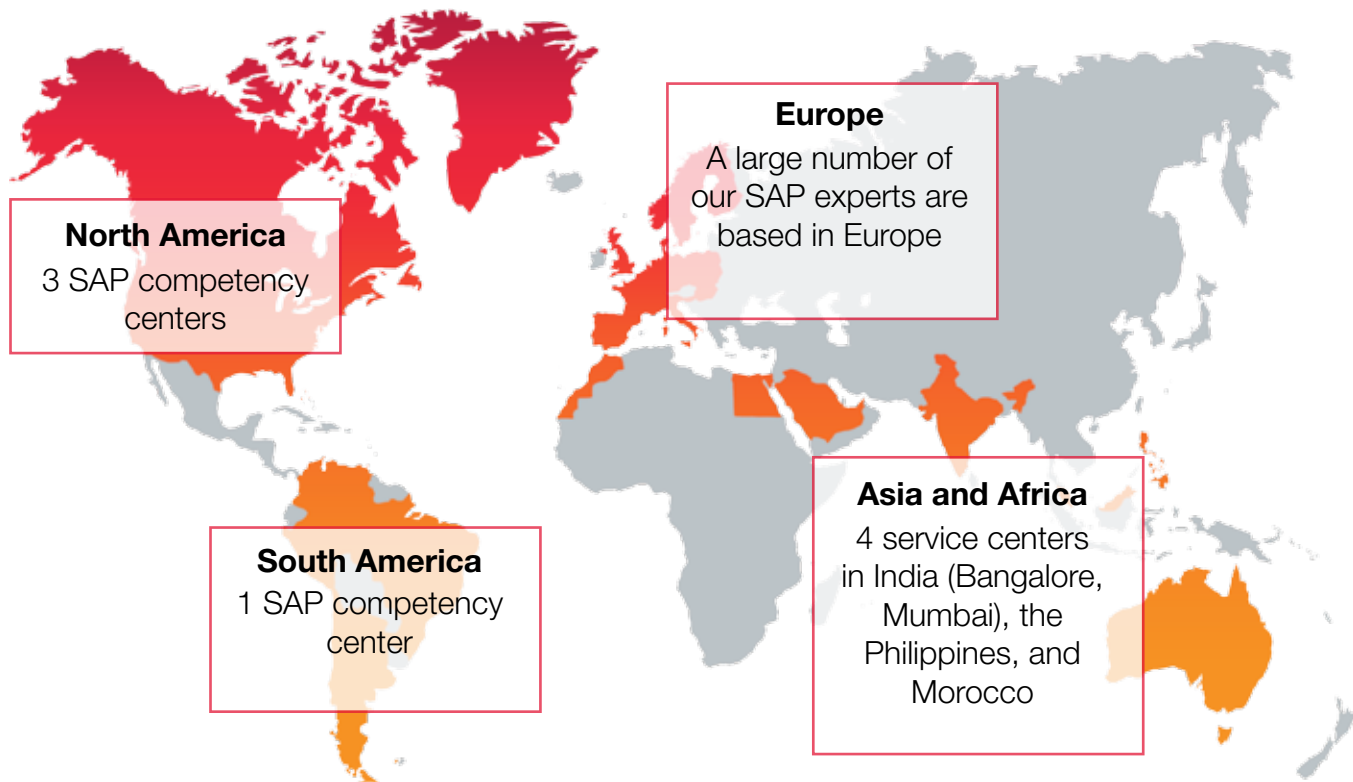 Europe
A large number of
our SAP experts are
based in Europe
North America
3 SAP competency
centers
Asia and Africa
4 service centers
in India (Bangalore,
Mumbai), the
Philippines, and
Morocco
South America
1 SAP competency
center